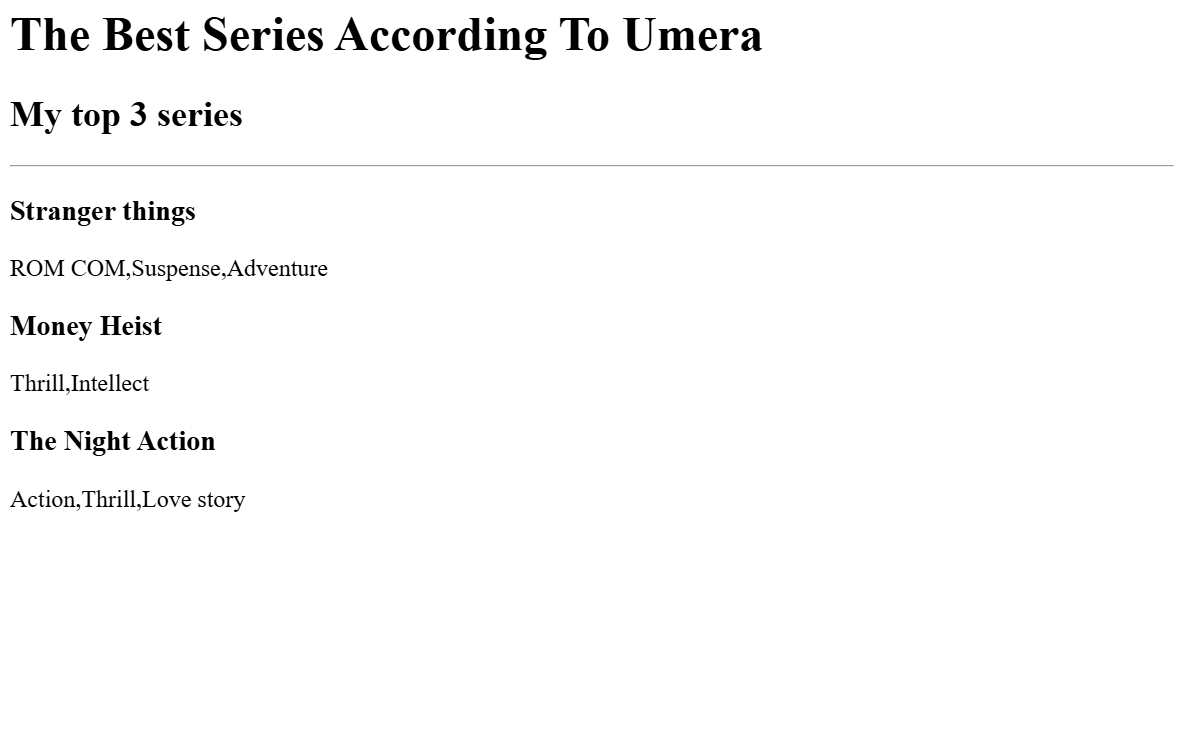 The Best Series According To Umera
My top 3 series
Stranger things
ROM COM,Suspense,Adventure
Money Heist
Thrill,Intellect
The Night Action
Action,Thrill,Love story